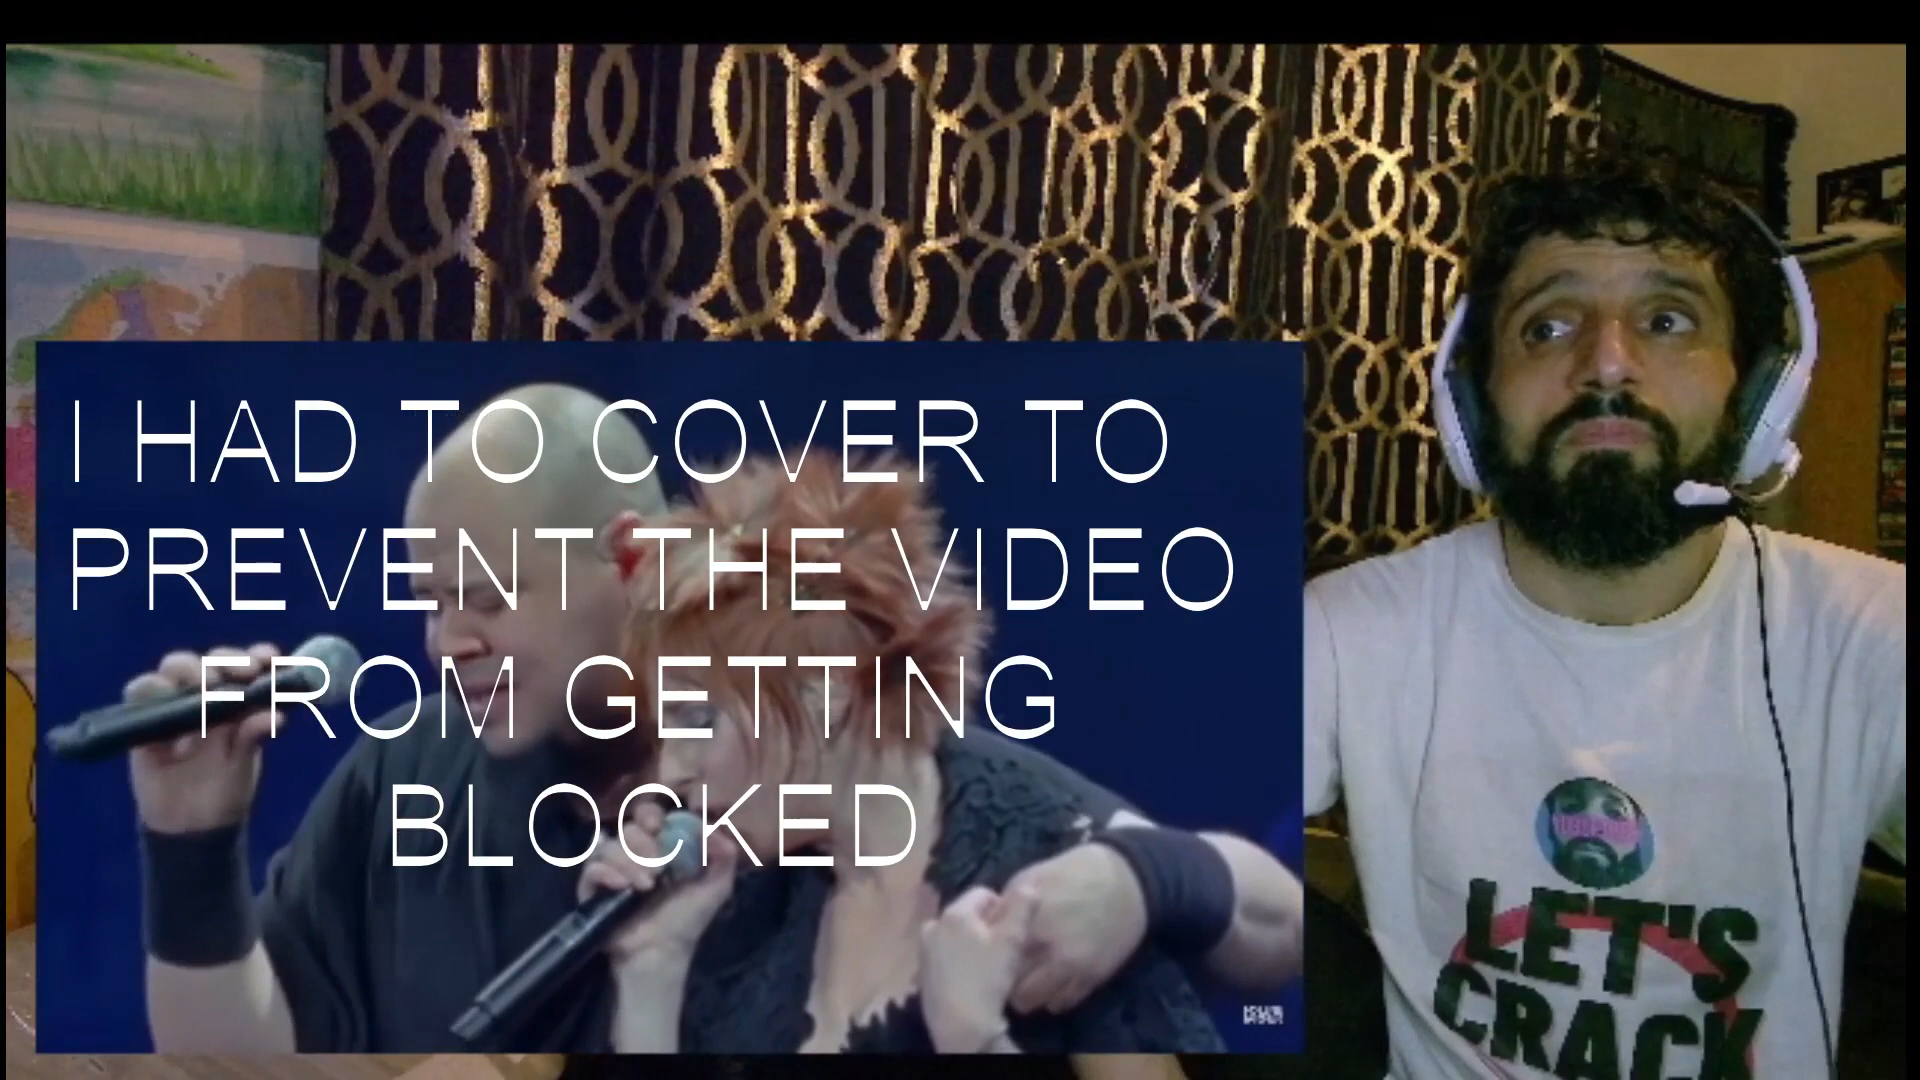 I HAD TO COVER TO
PREVENT THE VIDEO
FROM GETTING
BLOCKED
LET'S
CRACK